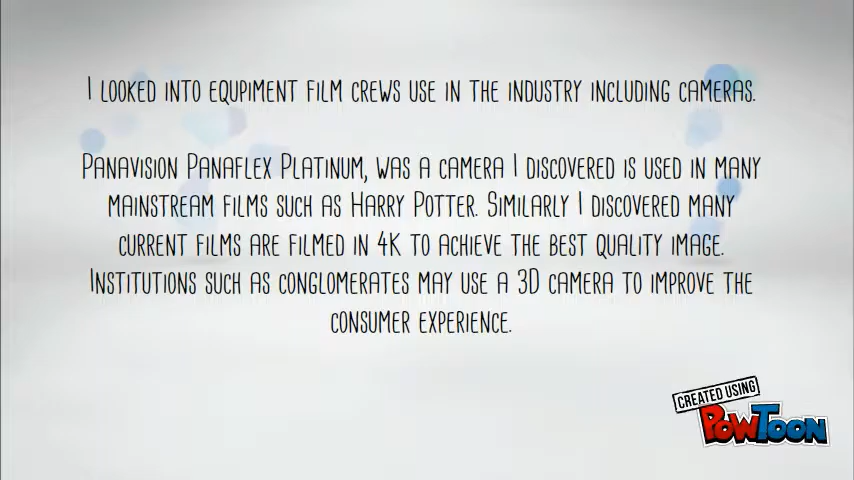 I LOOKED INTO EQUPIMENT FILM CREWS USE IN THE INDUSTRY INCLUDING CAMERAS.
PANAVISION PANAFLEX PLATINUM, WAS A CAMERA I DISCOVERED IS USED IN MANY
MAINSTREAM FILMS SUCH AS HARRY POTTER. SIMILARLY I DISCOVERED MANY
CURRENT FILMS ARE FILMED IN 4K TO ACHIEVE THE BEST QUALITY IMAGE.
INSTITUTIONS SUCH AS CONGLOMERATES MAY USE A 3D CAMERA TO IMPROVE THE
CONSUMER EXPERIENCE.
CREATED USING
POWTOON